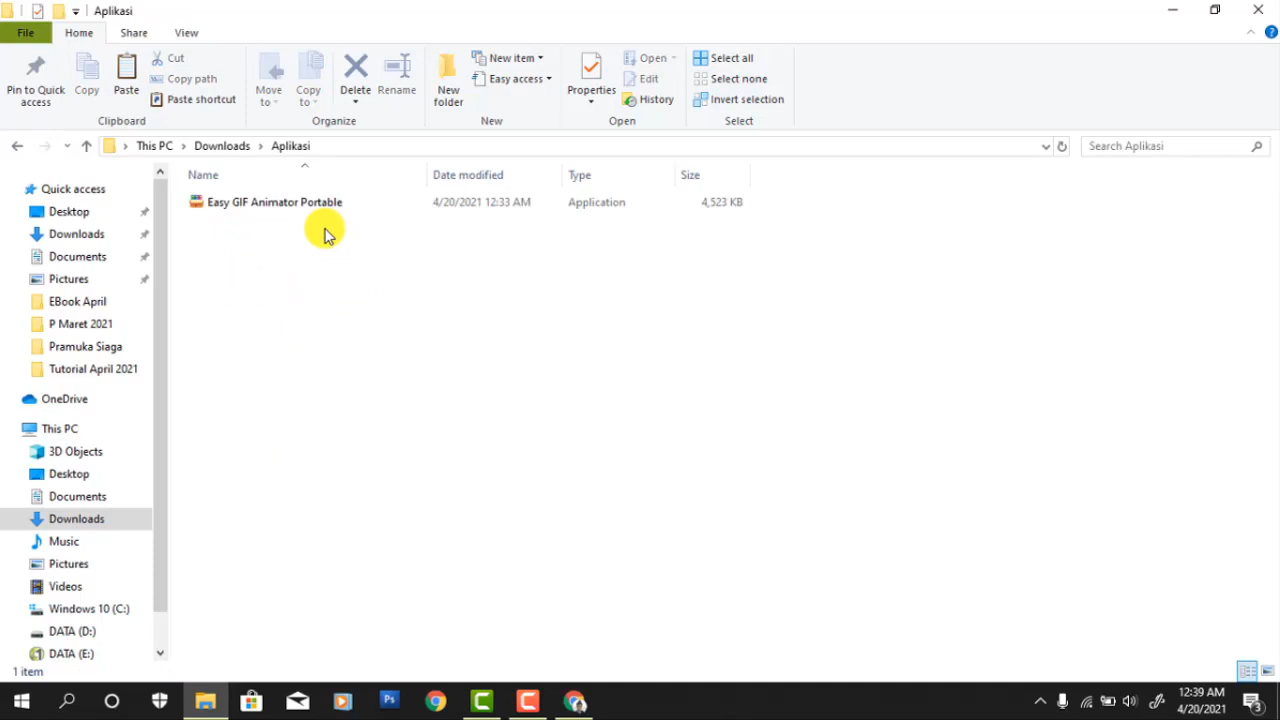 Aplikasi
File Home Share View
Pin to Quick access
Copy
Paste
Cut
Copy path
Paste shortcut
Clipboard
Move to
Copy to
Delete
Rename
Organize
New folder
New item
Easy access
New
Properties
Open
Edit
History
Open
Select all
Select none
Invert selection
Select
This PC Downloads Aplikasi
Search Aplikasi
Name Date modified Type Size
Easy GIF Animator Portable 4/20/2021 12:33 AM Application 4,523 KB
Quick access
Desktop
Downloads
Documents
Pictures
EBook April
P Maret 2021
Pramuka Siaga
Tutorial April 2021
OneDrive
This PC
3D Objects
Desktop
Documents
Downloads
Music
Pictures
Videos
Windows 10 (C:)
DATA (D:)
DATA (E:)
1 item
Ps
12:39 AM
4/20/2021
3